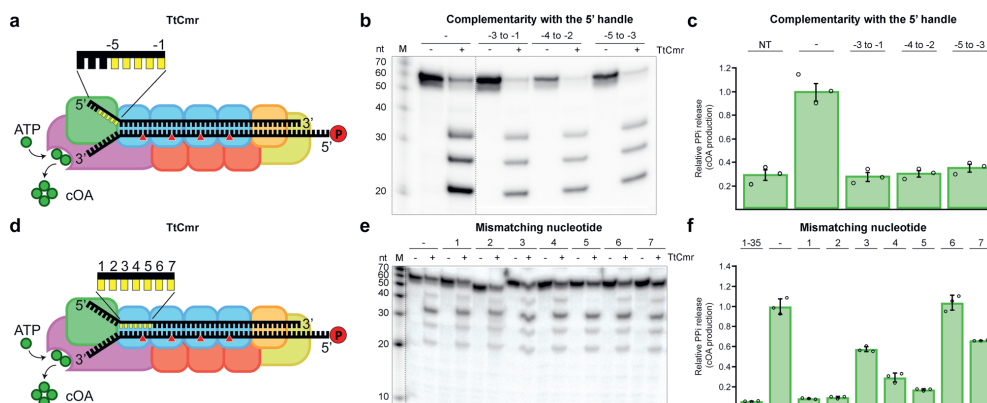 a
TtCmr
-5
-1
5'
3'
ATP
3'
5'
P
cOA
b
Complementarity with the 5' handle
-
-3 to -1
-4 to -2
-5 to -3
nt
M
-
+
-
+
-
+
-
+
TtCmr
70
60
50
40
30
20
c
Complementarity with the 5' handle
NT
-
-3 to -1
-4 to -2
-5 to -3
Relative PPi release
(cOA production)
1.2
1.0
0.8
0.6
0.4
0.2
d
TtCmr
1 2 3 4 5 6 7
5'
3'
ATP
3'
5'
P
cOA
e
Mismatching nucleotide
-
1
2
3
4
5
6
7
nt
M
-
+
-
+
-
+
-
+
-
+
-
+
-
+
-
+
TtCmr
70
60
50
40
30
20
10
f
Mismatching nucleotide
1-35
-
1
2
3
4
5
6
7
Relative PPi release
(cOA production)
1.2
1.0
0.8
0.6
0.4
0.2